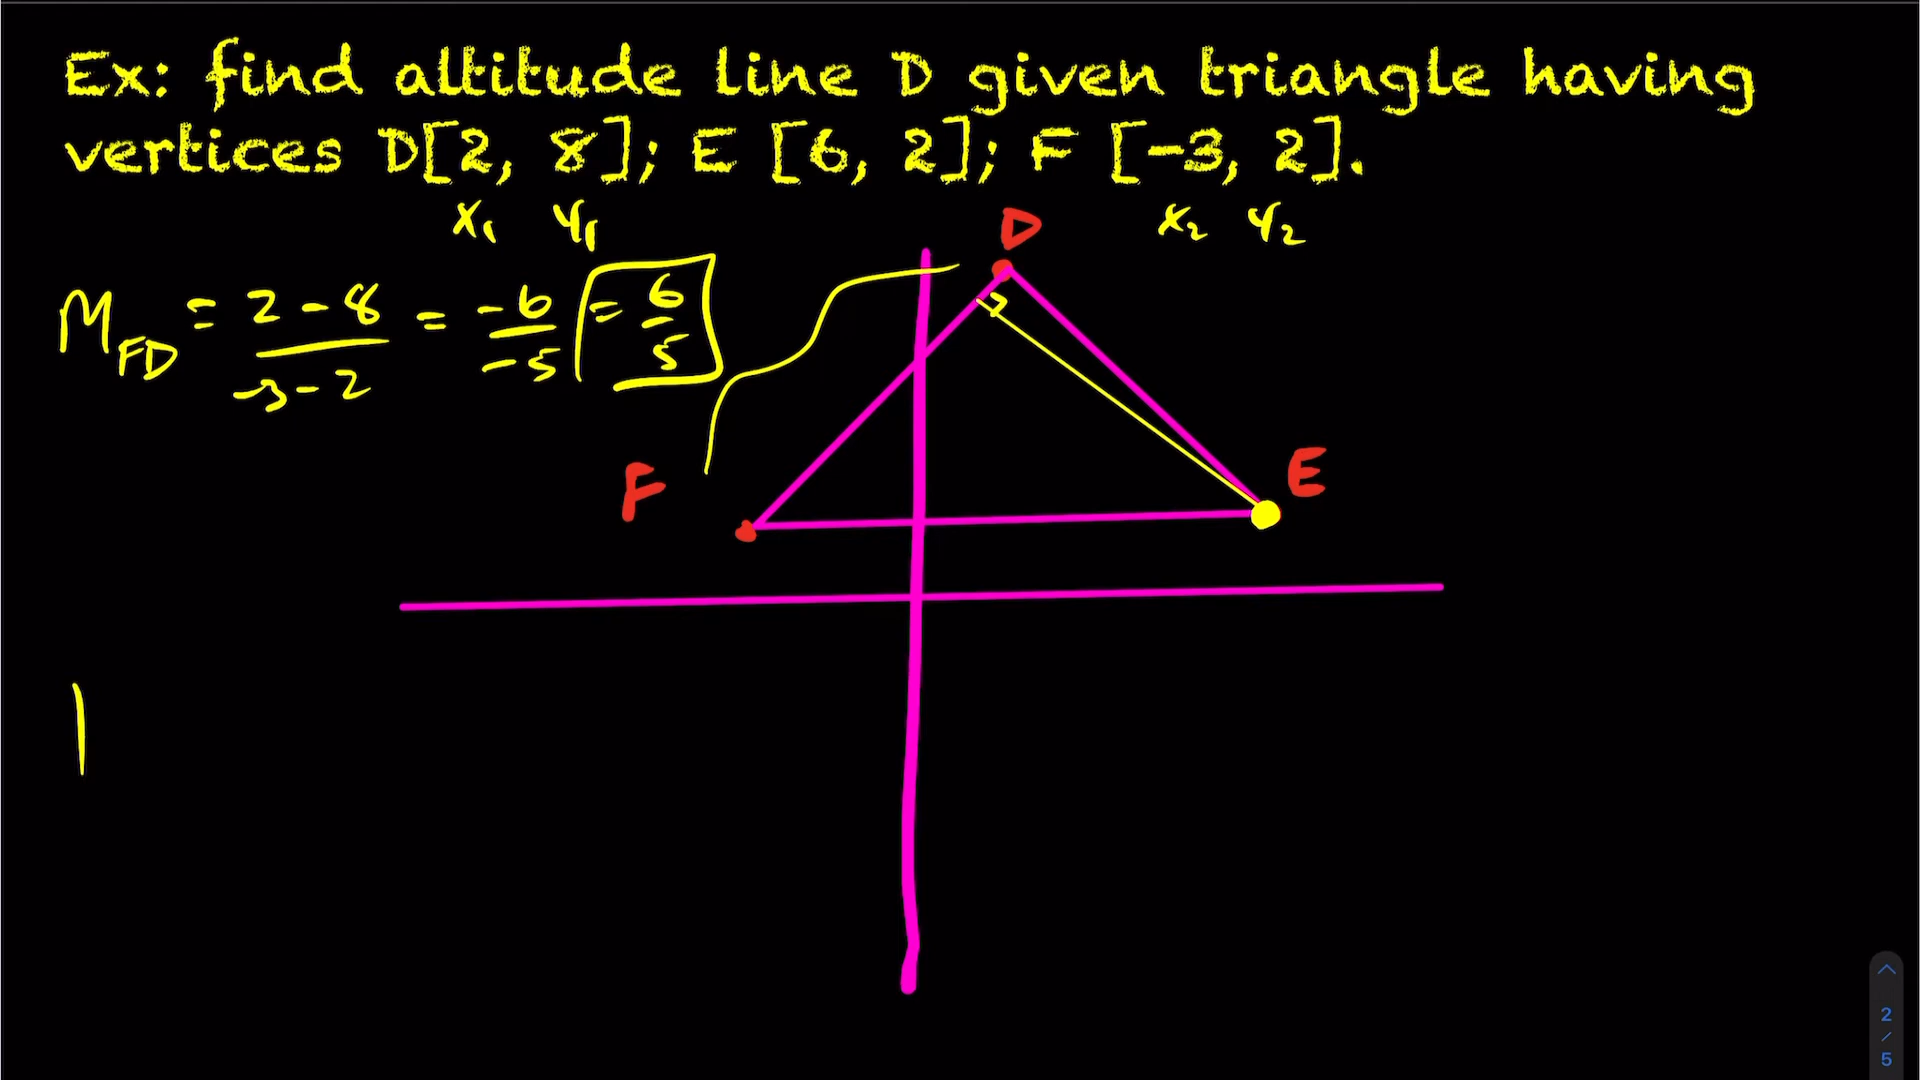 Ex: find altitude line D given triangle having
vertices D[2, 8]; E [6, 2]; F [-3, 2].
x₁ y₁ x₂ y₂
M_FD = 2-8/-3-2 = -6/-5 = 6/5
D
F
E
2
/
5